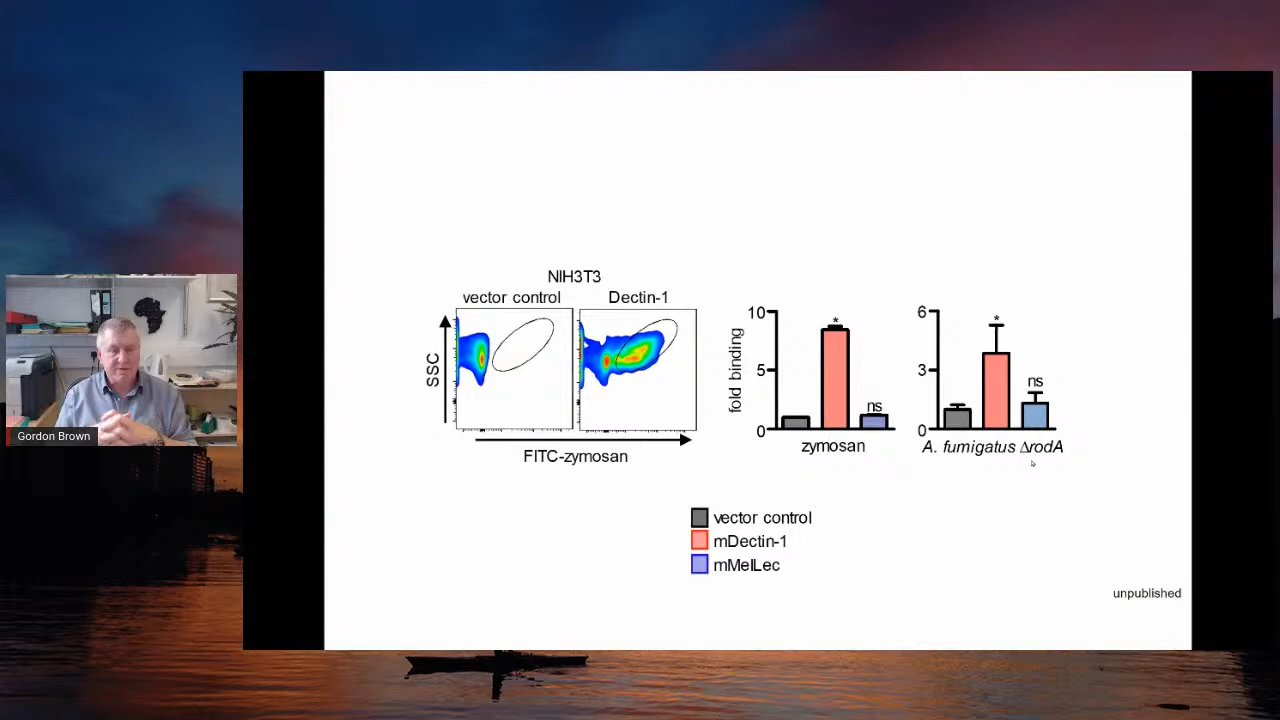 NIH3T3
vector control
Dectin-1
SSC
FITC-zymosan
fold binding
10
5
0
*
ns
zymosan
6
3
0
*
ns
A. fumigatus ΔrodA
vector control
mDectin-1
mMelLec
unpublished
Gordon Brown